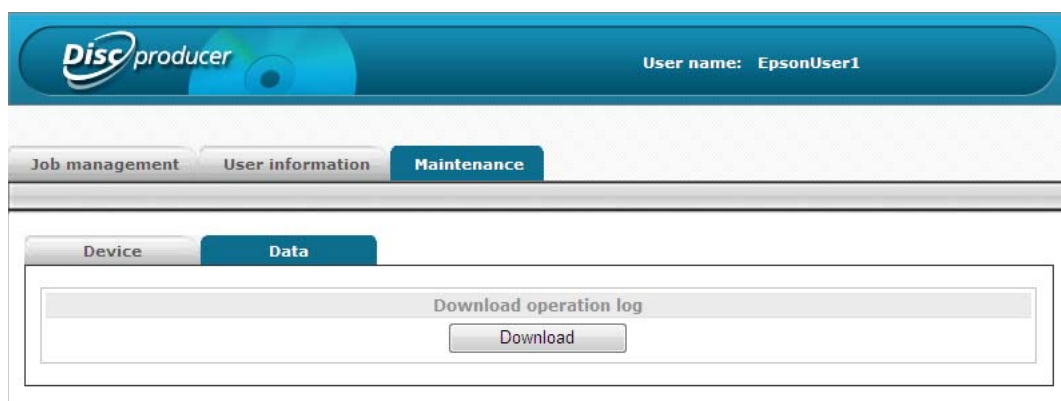 Disc producer
User name: EpsonUser1
Job management User information Maintenance
Device Data
Download operation log
Download